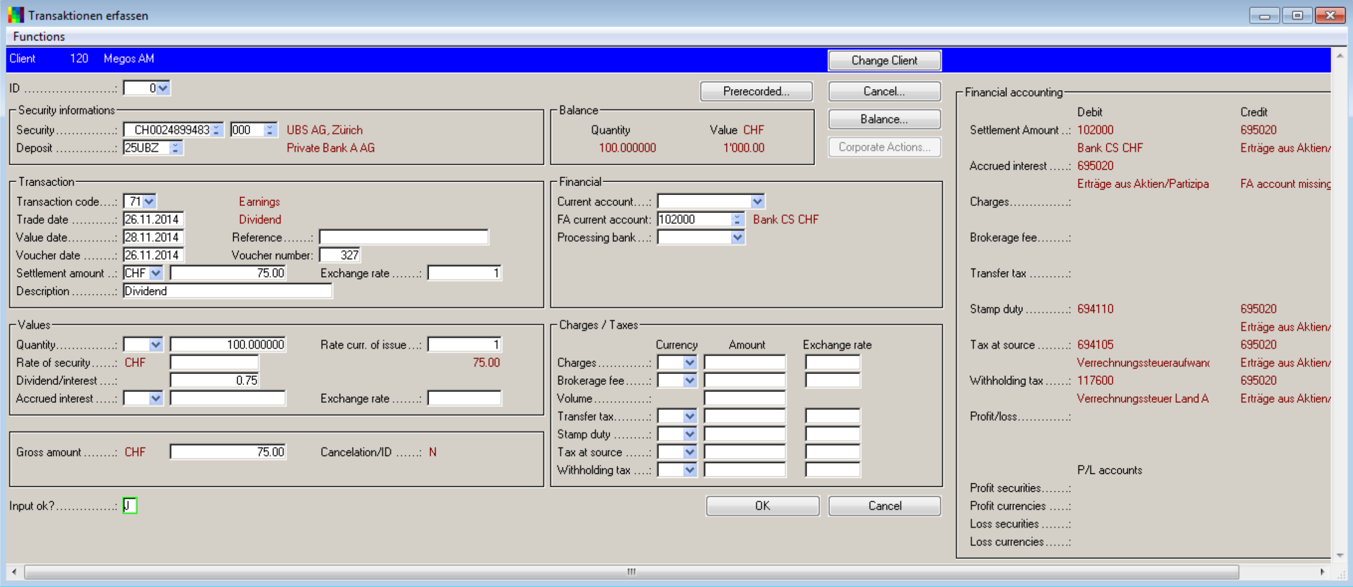 Transaktionen erfassen
Functions
Client 120 Megos AM Change Client
ID ......................: 0 Prerecorded... Cancel...
Security informations
Security..............: CH0024899483 000 UBS AG, Zürich
Deposit ..............: 25UBZ Private Bank A AG
Balance
Quantity Value CHF
100.000000 1'000.00
Balance...
Corporate Actions...
Transaction
Transaction code....: 71 Earnings
Trade date ...........: 26.11.2014 Dividend
Value date............: 28.11.2014 Reference.......:
Voucher date ........: 26.11.2014 Voucher number: 327
Settlement amount ..: CHF 75.00 Exchange rate ......: 1
Description ...........: Dividend
Financial
Current account....:
FA current account: 102000 Bank CS CHF
Processing bank....:
Values
Quantity...............: 100.000000 Rate curr. of issue...: 1
Rate of security......: CHF 75.00
Dividend/interest ....: 0.75
Accrued interest .....: Exchange rate ......:
Charges / Taxes
Currency Amount Exchange rate
Charges...............:
Brokerage fee......:
Volume...............:
Transfer tax.........:
Stamp duty .........:
Tax at source ......:
Withholding tax ....:
Gross amount ........: CHF 75.00 Cancelation/ID ......: N
Input ok?...............: J OK Cancel
Financial accounting
Debit Credit
Settlement Amount ..: 102000 695020
Bank CS CHF Erträge aus Aktien/
Accrued interest .....: 695020
Erträge aus Aktien/Partizipa FA account missing
Charges...............:
Brokerage fee........:
Transfer tax ..........:
Stamp duty ...........: 694110 695020
Erträge aus Aktien/
Tax at source ........: 694105 695020
Verrechnungssteueraufwand Erträge aus Aktien/
Withholding tax ......: 117600 695020
Verrechnungssteuer Land A Erträge aus Aktien/
Profit/loss.............:
P/L accounts
Profit securities.......:
Profit currencies .....:
Loss securities .......:
Loss currencies.......: